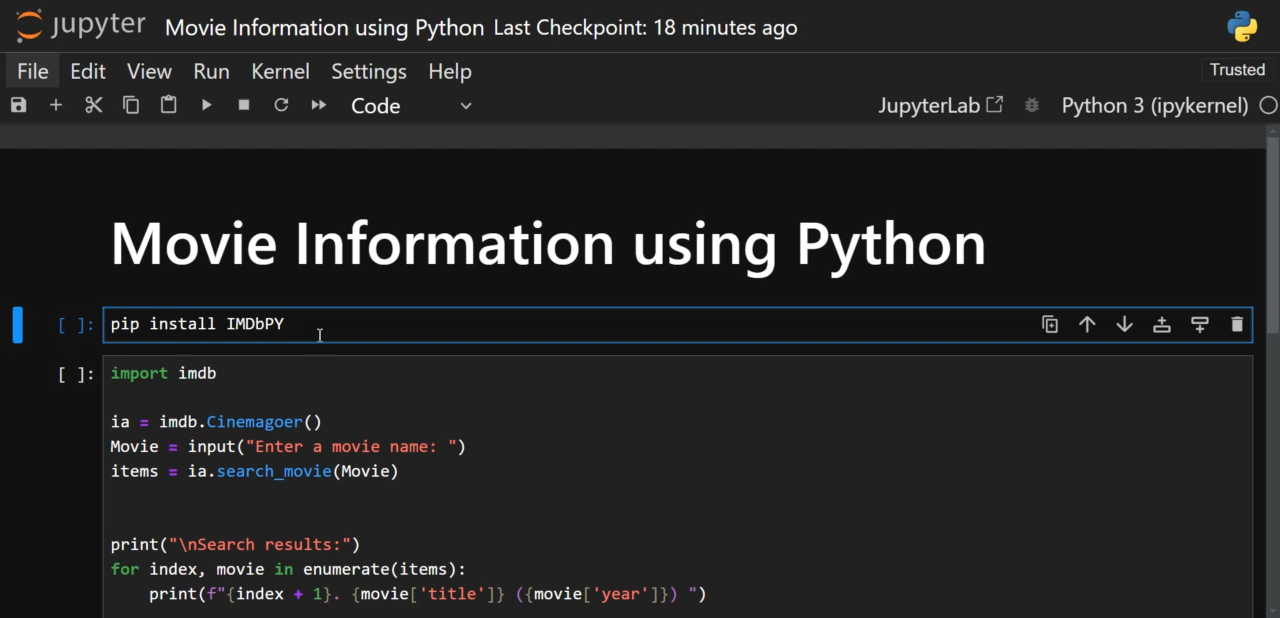 jupyter Movie Information using Python Last Checkpoint: 18 minutes ago
File Edit View Run Kernel Settings Help Trusted
Code JupyterLab Python 3 (ipykernel)
Movie Information using Python
[ ]: pip install IMDbPY
[ ]: import imdb
ia = imdb.Cinemagoer()
Movie = input("Enter a movie name: ")
items = ia.search_movie(Movie)
print("\nSearch results:")
for index, movie in enumerate(items):
    print(f"{index + 1}. {movie['title']} ({movie['year']}) ")